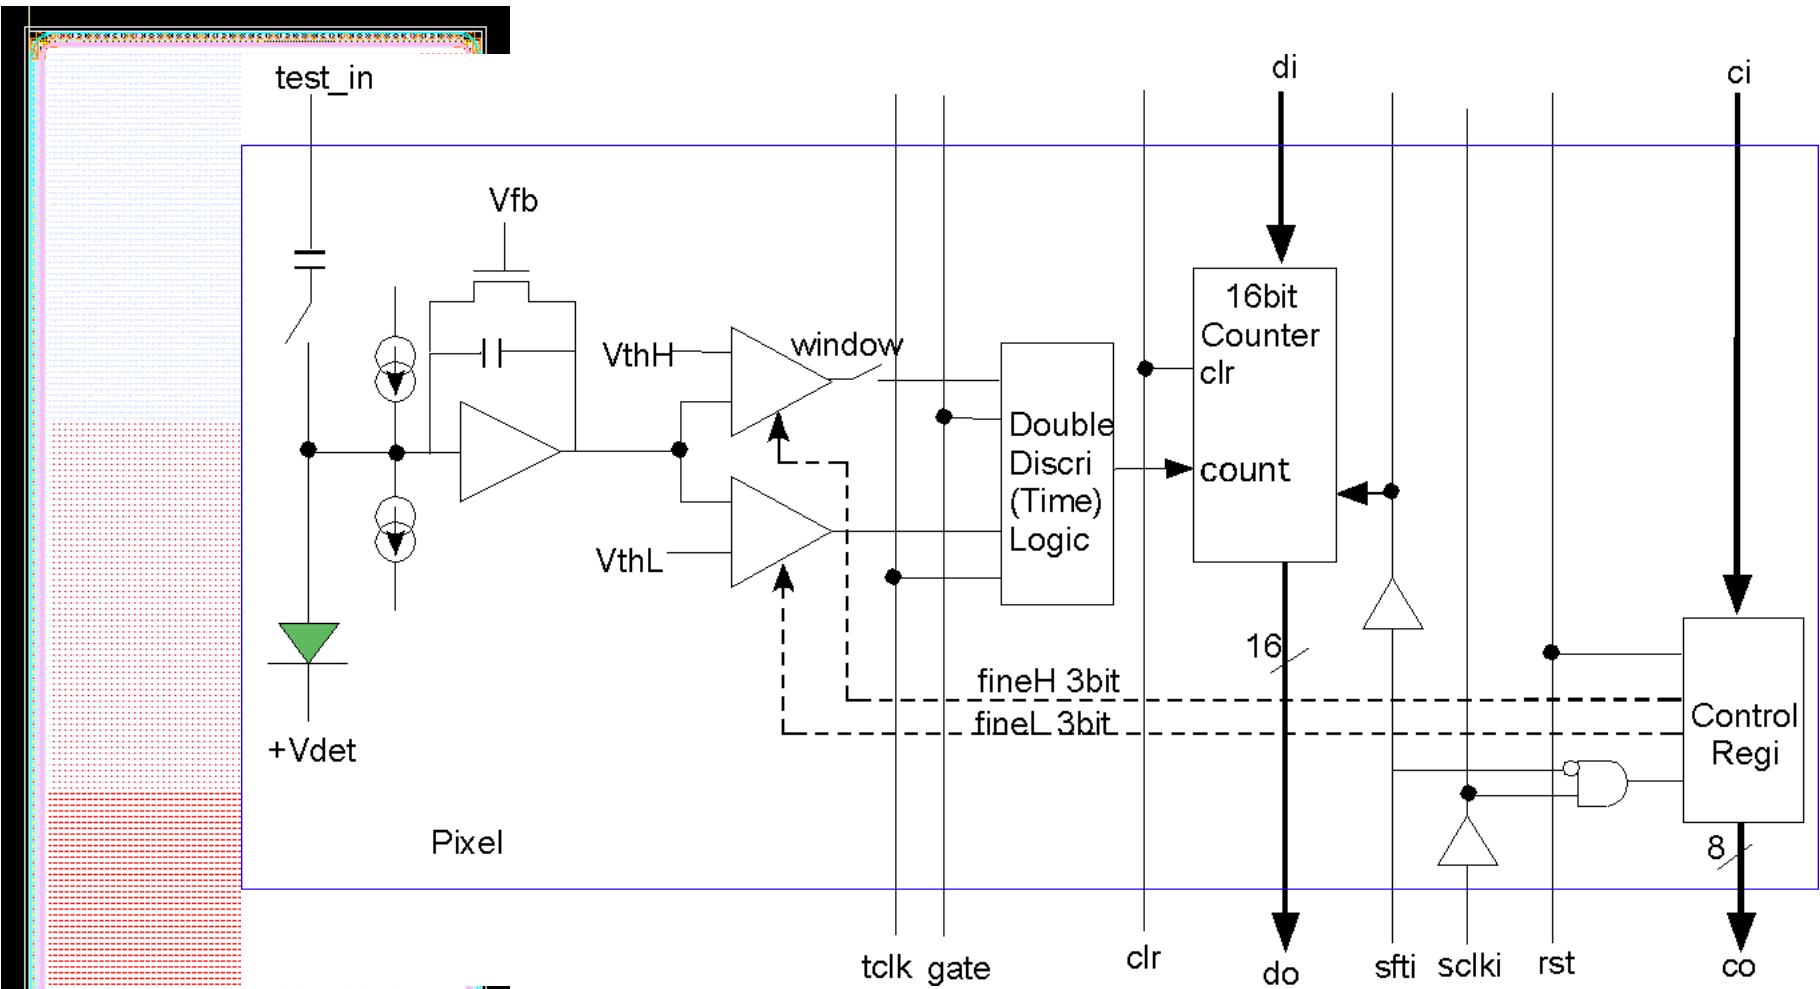 test_in
di
ci
Vfb
VthH
window
16bit
Counter
clr
Double
Discri
(Time)
Logic
count
VthL
16
fineH 3bit
fineL 3bit
Control
Regi
+Vdet
Pixel
8
tclk
gate
clr
do
sfti
sclki
rst
co